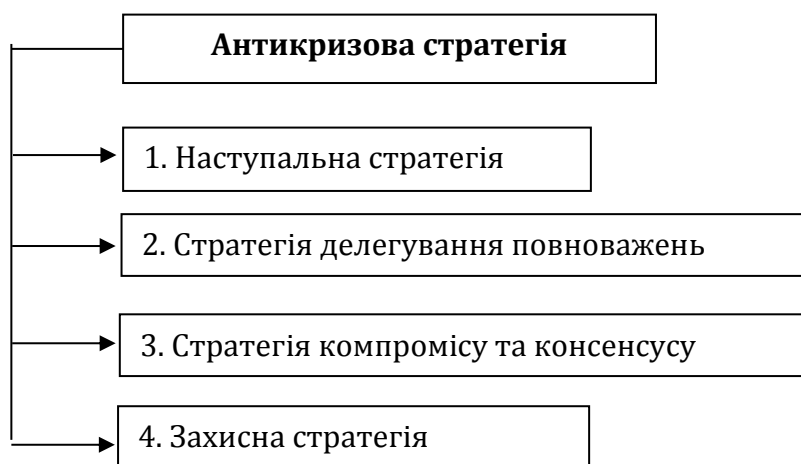 Антикризова стратегія
1. Наступальна стратегія
2. Стратегія делегування повноважень
3. Стратегія компромісу та консенсусу
4. Захисна стратегія